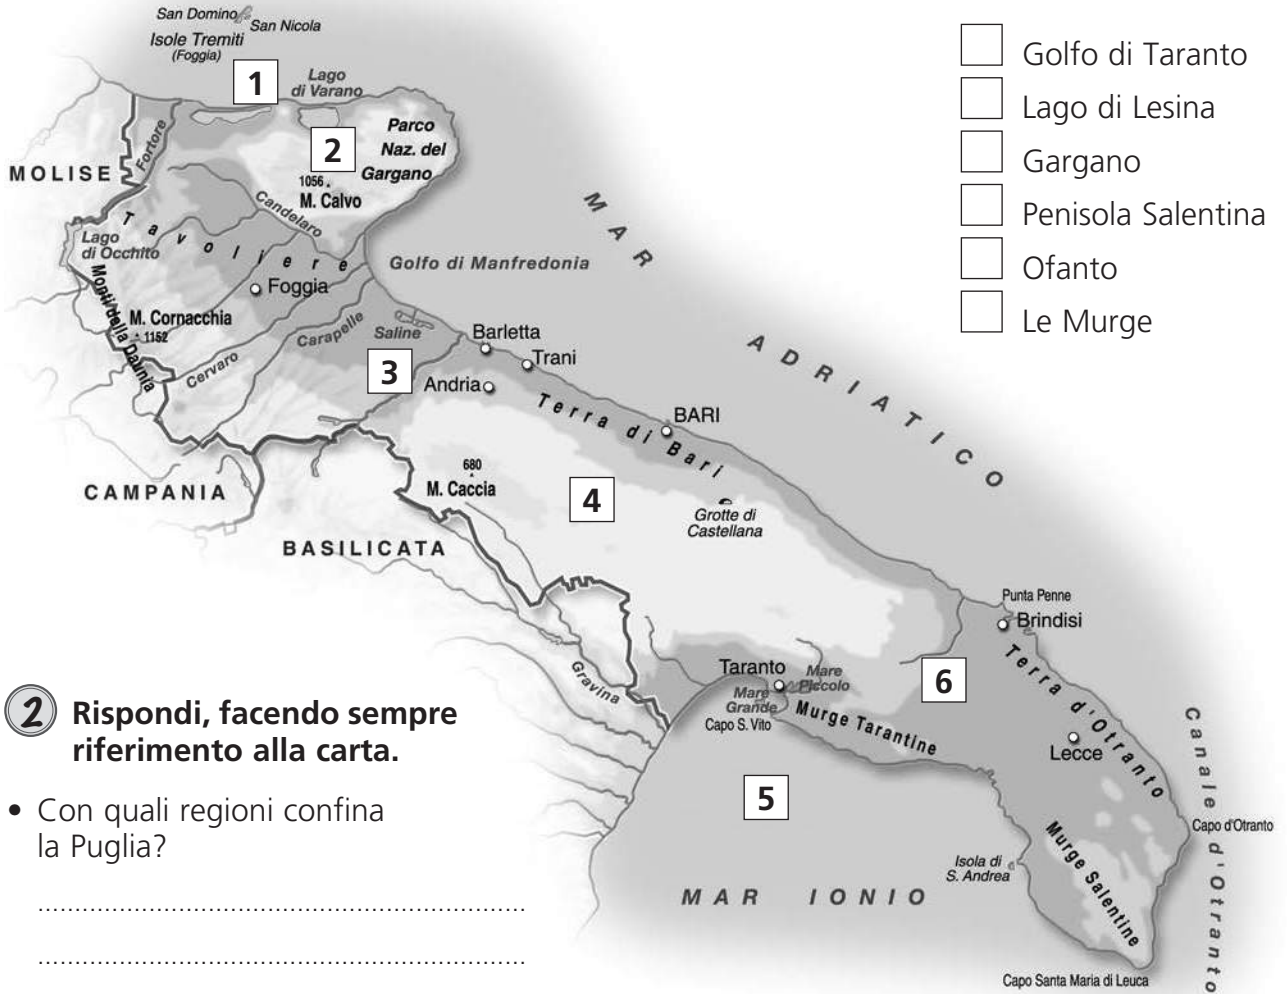 San Domino
San Nicola
Isole Tremiti
(Foggia)
1
Lago
di Varano
2
Parco
Naz. del
Gargano
1056
M. Calvo
MOLISE
Fortore
Candelaro
Tavoliere
Lago
di Occhito
Golfo di Manfredonia
Foggia
Monti della Daunia
M. Cornacchia
1152
Carapelle
Cervaro
Saline
Barletta
Trani
3
Andria
Terra di Bari
BARI
MAR ADRIATICO
CAMPANIA
680
M. Caccia
4
Grotte di
Castellana
BASILICATA
Gravina
Punta Penne
Brindisi
Terra d'Otranto
6
Taranto
Mare
Piccolo
Mare
Grande
Capo S. Vito
Murge Tarantine
Lecce
5
Canale d'Otranto
Capo d'Otranto
Murge Salentine
Isola di
S. Andrea
MAR IONIO
Capo Santa Maria di Leuca
Golfo di Taranto
Lago di Lesina
Gargano
Penisola Salentina
Ofanto
Le Murge
2 Rispondi, facendo sempre
riferimento alla carta.
• Con quali regioni confina
la Puglia?
..................................................................
..................................................................